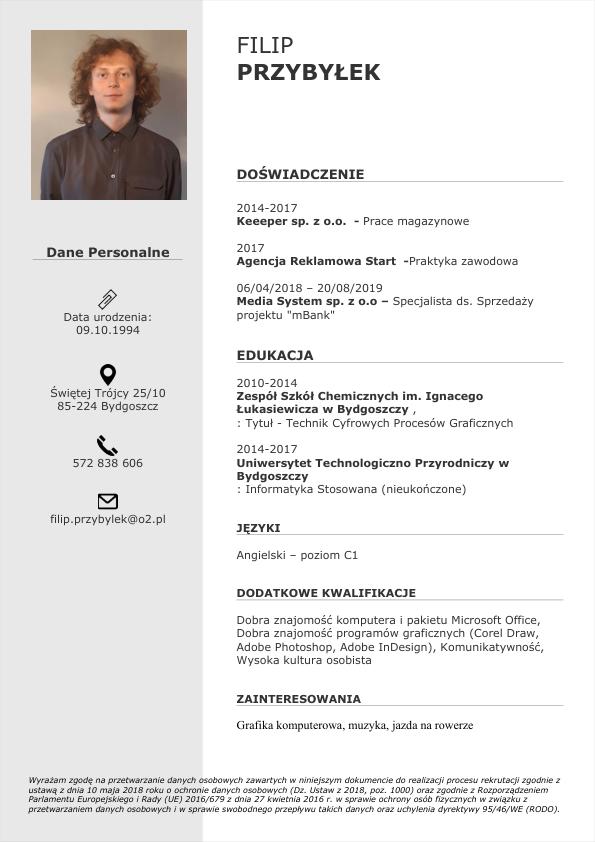 FILIP
PRZYBYŁEK
Dane Personalne
Data urodzenia:
09.10.1994
Świętej Trójcy 25/10
85-224 Bydgoszcz
572 838 606
filip.przybylek@o2.pl
DOŚWIADCZENIE
2014-2017
Keeeper sp. z o.o.  - Prace magazynowe
2017
Agencja Reklamowa Start  -Praktyka zawodowa
06/04/2018 – 20/08/2019
Media System sp. z o.o – Specjalista ds. Sprzedaży
projektu "mBank"
EDUKACJA
2010-2014
Zespół Szkół Chemicznych im. Ignacego
Łukasiewicza w Bydgoszczy ,
: Tytuł - Technik Cyfrowych Procesów Graficznych
2014-2017
Uniwersytet Technologiczno Przyrodniczy w
Bydgoszczy
: Informatyka Stosowana (nieukończone)
JĘZYKI
Angielski – poziom C1
DODATKOWE KWALIFIKACJE
Dobra znajomość komputera i pakietu Microsoft Office,
Dobra znajomość programów graficznych (Corel Draw,
Adobe Photoshop, Adobe InDesign), Komunikatywność,
Wysoka kultura osobista
ZAINTERESOWANIA
Grafika komputerowa, muzyka, jazda na rowerze
Wyrażam zgodę na przetwarzanie danych osobowych zawartych w niniejszym dokumencie do realizacji procesu rekrutacji zgodnie z
ustawą z dnia 10 maja 2018 roku o ochronie danych osobowych (Dz. Ustaw z 2018, poz. 1000) oraz zgodnie z Rozporządzeniem
Parlamentu Europejskiego i Rady (UE) 2016/679 z dnia 27 kwietnia 2016 r. w sprawie ochrony osób fizycznych w związku z
przetwarzaniem danych osobowych i w sprawie swobodnego przepływu takich danych oraz uchylenia dyrektywy 95/46/WE (RODO).